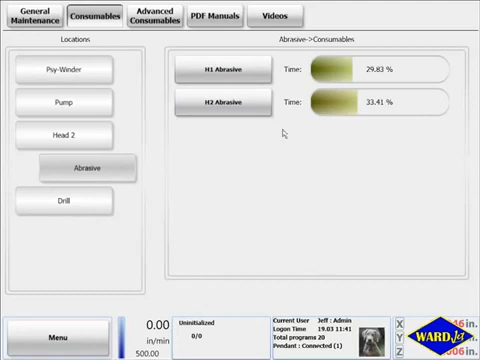 General
Maintenance
Consumables
Advanced
Consumables
PDF Manuals
Videos
Locations
Abrasive->Consumables
Psy-Winder
Pump
Head 2
Abrasive
Drill
H1 Abrasive
Time:
29.83 %
H2 Abrasive
Time:
33.41 %
Menu
0.00
in/min
500.00
Uninitialized
0/0
Current User Jeff : Admin
Logon Time 19.03 11:41
Total programs 20
Pendant : Connected (1)
X
in.
Y
Z
in.
WARDJet